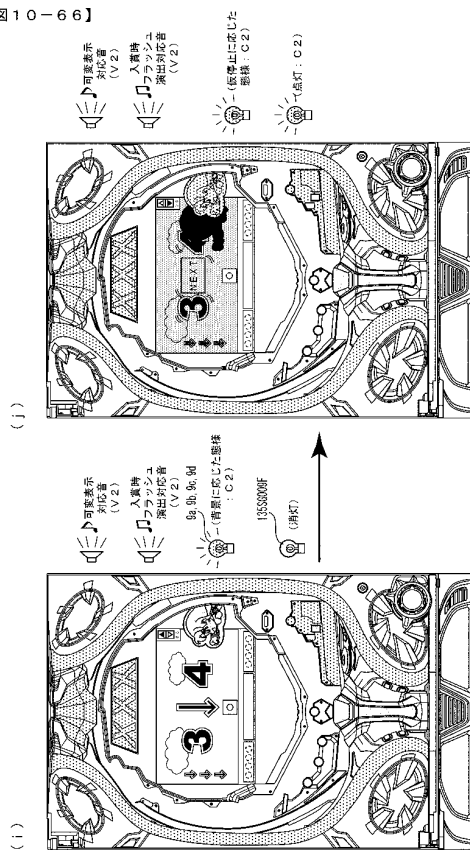 【図10-66】
(i)
3
4
♪可変表示
対応音
(V2)
入賞時
フラッシュ
演出対応音
(V2)
9a,9b,9c,9d
(背景に応じた態様
:C2)
135SG009F
(消灯)
(j)
3
NEXT
4
♪可変表示
対応音
(V2)
入賞時
フラッシュ
演出対応音
(V2)
(仮停止に応じた
態様:C2)
(点灯:C2)